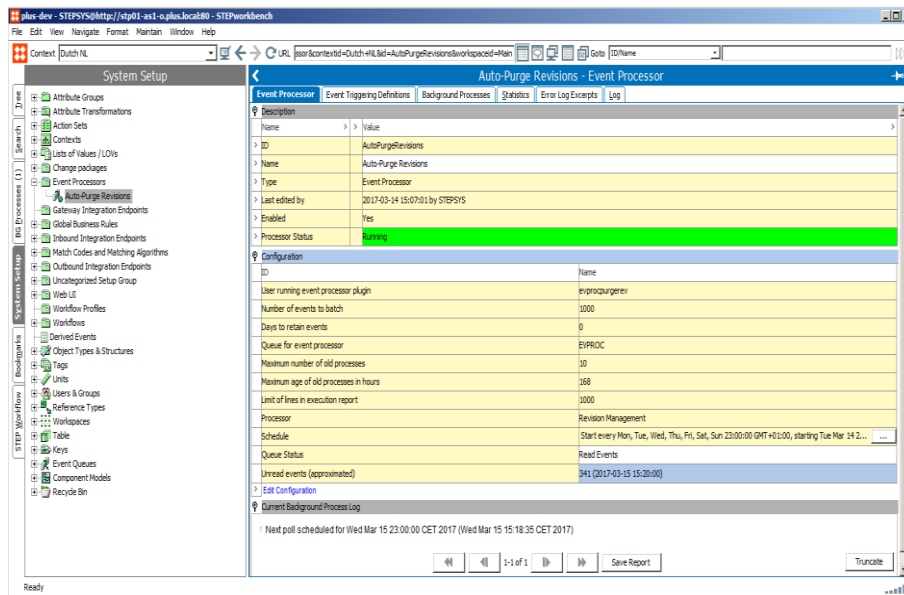 plus-dev - STEPSYS@http://stp01-as1-o.plus.local:80 - STEPworkbench
File Edit View Navigate Format Maintain Window Help
Context Dutch NL URL ssor&contextid=Dutch+NL&id=AutoPurgeRevisions&workspaceid=Main Goto ID/Name
System Setup
Tree
Search
BG Processes (1)
System Setup
Bookmarks
STEP Workflow
Attribute Groups
Attribute Transformations
Action Sets
Contexts
Lists of Values / LOVs
Change packages
Event Processors
Auto-Purge Revisions
Gateway Integration Endpoints
Global Business Rules
Inbound Integration Endpoints
Match Codes and Matching Algorithms
Outbound Integration Endpoints
Uncategorized Setup Group
Web UI
Workflow Profiles
Workflows
Derived Events
Object Types & Structures
Tags
Units
Users & Groups
Reference Types
Workspaces
Table
Keys
Event Queues
Component Models
Recycle Bin
Auto-Purge Revisions - Event Processor
Event Processor Event Triggering Definitions Background Processes Statistics Error Log Excerpts Log
Description
Name > > Value >
> ID AutoPurgeRevisions
> Name Auto-Purge Revisions
> Type Event Processor
> Last edited by 2017-03-14 15:07:01 by STEPSYS
> Enabled Yes
> Processor Status Running
Configuration
ID Name
User running event processor plugin evprocpurgerev
Number of events to batch 1000
Days to retain events 0
Queue for event processor EVPROC
Maximum number of old processes 10
Maximum age of old processes in hours 168
Limit of lines in execution report 1000
Processor Revision Management
Schedule Start every Mon, Tue, Wed, Thu, Fri, Sat, Sun 23:00:00 GMT+01:00, starting Tue Mar 14 2... ...
Queue Status Read Events
Unread events (approximated) 341 (2017-03-15 15:20:00)
> Edit Configuration
Current Background Process Log
Next poll scheduled for Wed Mar 15 23:00:00 CET 2017 (Wed Mar 15 15:18:35 CET 2017)
1-1 of 1 Save Report Truncate
Ready